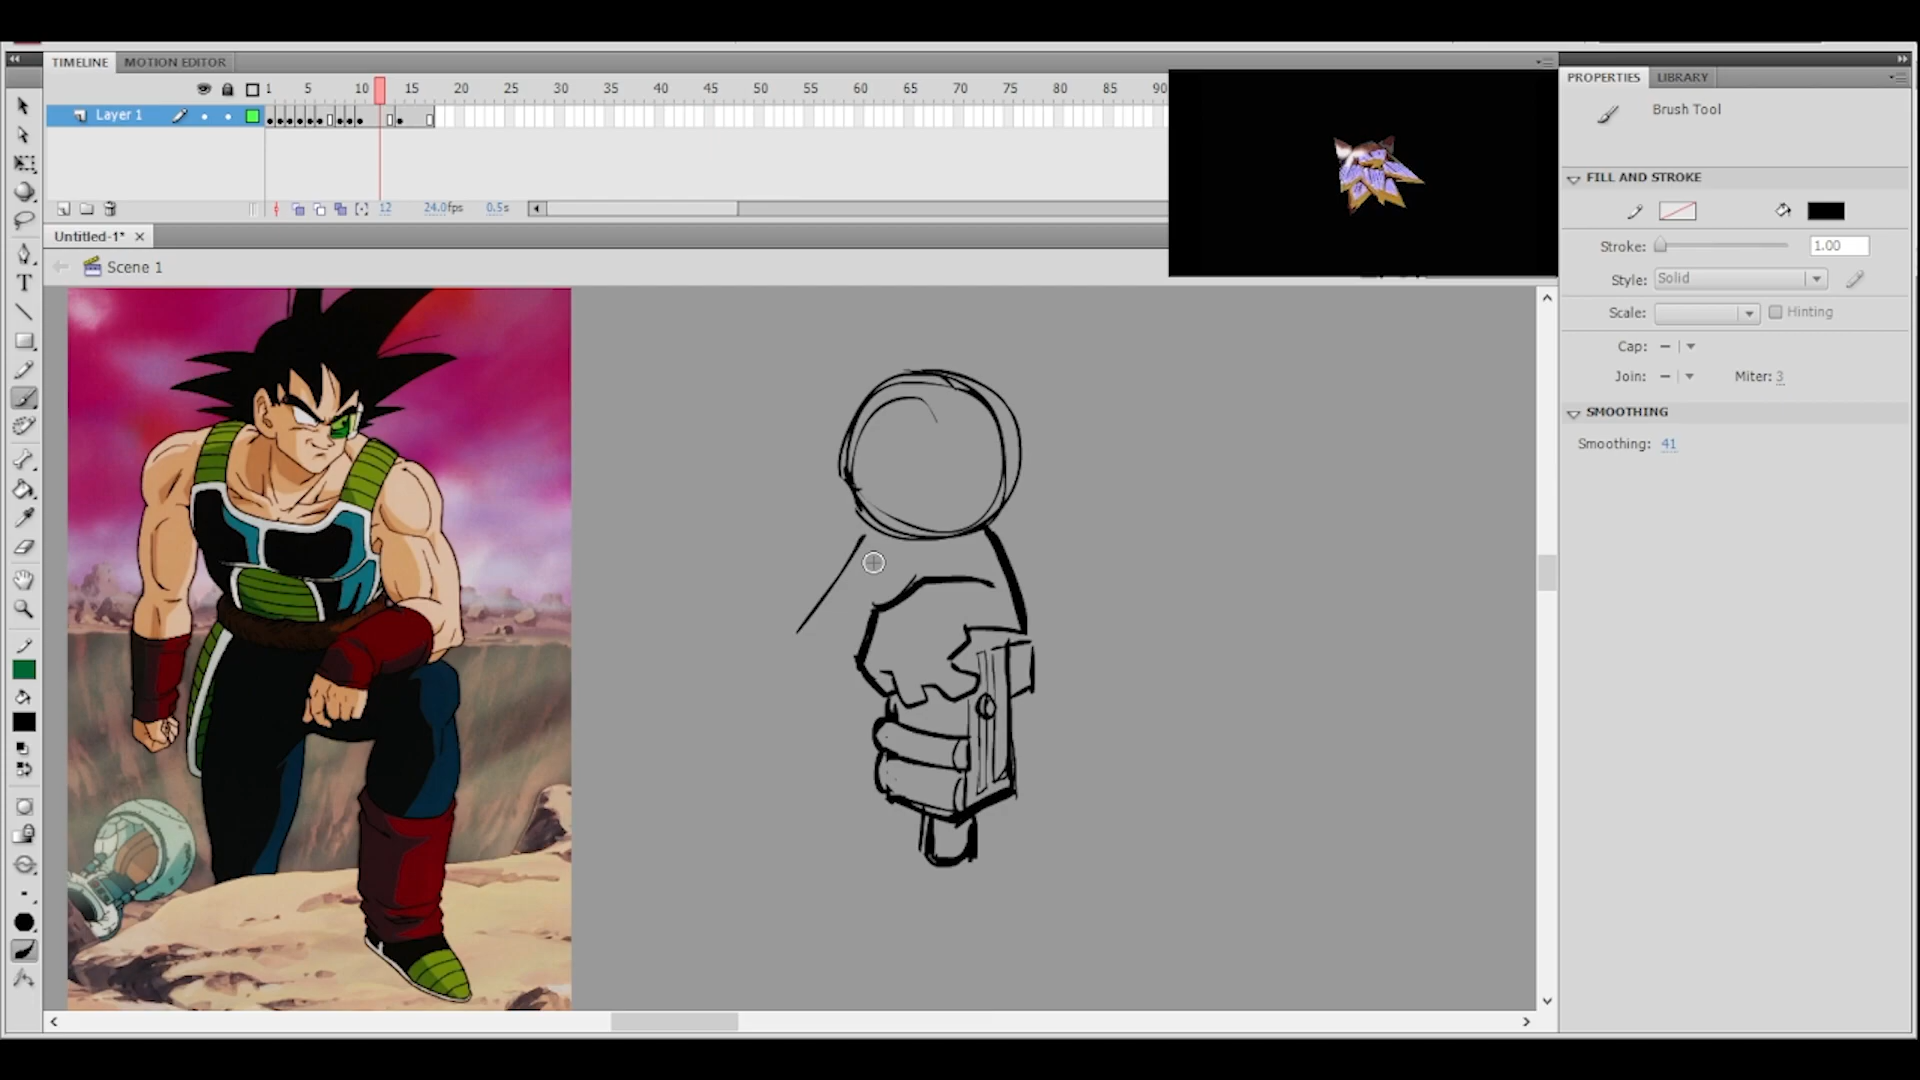 TIMELINE MOTION EDITOR
1 5 10 15 20 25 30 35 40 45 50 55 60 65 70 75 80 85 90
Layer 1
12 24.0fps 0.5s
Untitled-1*
Scene 1
PROPERTIES LIBRARY
Brush Tool
FILL AND STROKE
Stroke: 1.00
Style: Solid
Scale: Hinting
Cap:
Join: Miter: 3
SMOOTHING
Smoothing: 41
T